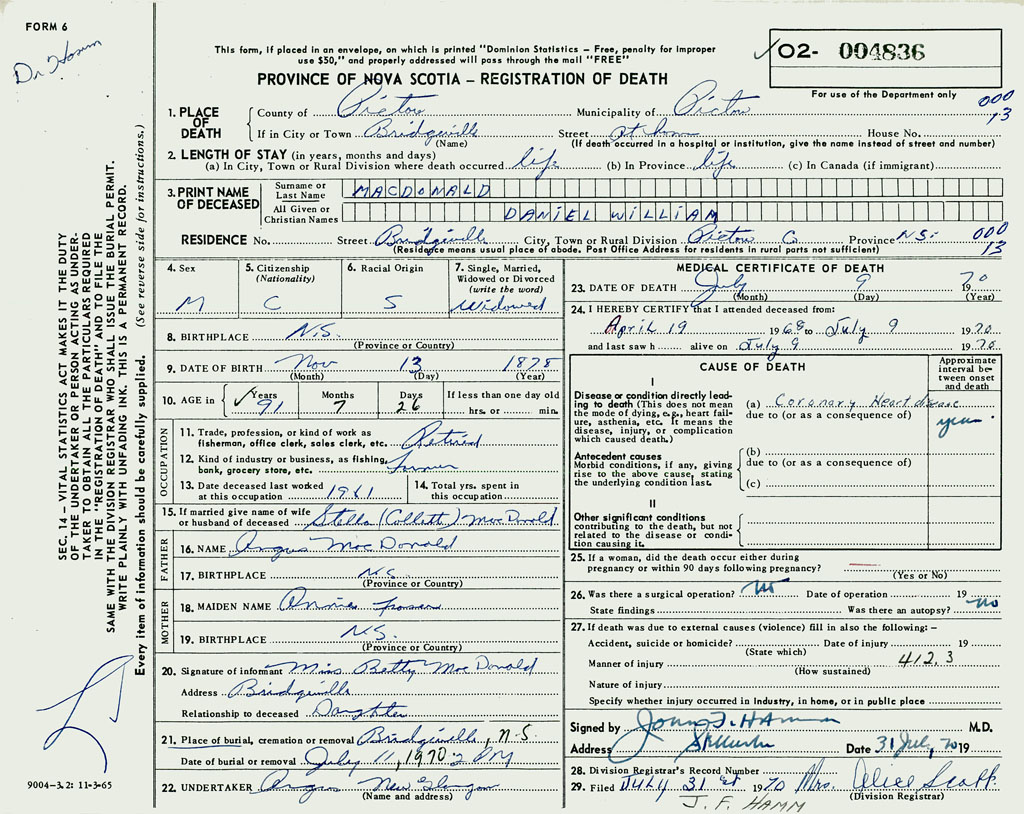 FORM 6
Dr Hamm
This form, if placed in an envelope, on which is printed "Dominion Statistics – Free, penalty for improper
use $50," and properly addressed will pass through the mail "FREE"
PROVINCE OF NOVA SCOTIA – REGISTRATION OF DEATH
✓02- 004836
For use of the Department only
000
13
1. PLACE OF DEATH
County of Pictou Municipality of Pictou
If in City or Town Bridgeville Street at home House No.
(Name) (If death occurred in a hospital or institution, give the name instead of street and number)
2. LENGTH OF STAY (in years, months and days)
(a) In City, Town or Rural Division where death occurred life (b) In Province life (c) In Canada (if immigrant)
3. PRINT NAME OF DECEASED
Surname or Last Name MACDONALD
All Given or Christian Names DANIEL WILLIAM
RESIDENCE No. Street Bridgeville City, Town or Rural Division Pictou Co Province N.S. 000
13
(Residence means usual place of abode. Post Office Address for residents in rural parts not sufficient)
4. Sex M
5. Citizenship (Nationality) C
6. Racial Origin S
7. Single, Married, Widowed or Divorced (write the word) Widowed
8. BIRTHPLACE N.S.
(Province or Country)
9. DATE OF BIRTH Nov 13 1878
(Month) (Day) (Year)
10. AGE in ✓ Years 91 Months 7 Days 26 If less than one day
hrs. or min.
OCCUPATION
11. Trade, profession, or kind of work as
fisherman, office clerk, sales clerk, etc. Retired
12. Kind of industry or business, as fishing,
bank, grocery store, etc. Farmer
13. Date deceased last worked
at this occupation 1961
14. Total yrs. spent in
this occupation
15. If married give name of wife
or husband of deceased Stella (Collett) MacDonald
FATHER
16. NAME Angus MacDonald
17. BIRTHPLACE N.S.
(Province or Country)
MOTHER
18. MAIDEN NAME Annie Fraser
19. BIRTHPLACE N.S.
(Province or Country)
20. Signature of informant Miss Betty MacDonald
Address Bridgeville
Relationship to deceased Daughter
21. Place of burial, cremation or removal Bridgeville, N.S.
Date of burial or removal July 11, 1970 2 PM
22. UNDERTAKER Angus New Glasgow
(Name and address)
MEDICAL CERTIFICATE OF DEATH
23. DATE OF DEATH July 9 1970
(Month) (Day) (Year)
24. I HEREBY CERTIFY that I attended deceased from:
April 19 1968 to July 9 1970
and last saw h alive on July 9 1970
CAUSE OF DEATH
Approximate interval between onset and death
I
Disease or condition directly leading
to death (This does not mean
the mode of dying, e.g., heart failure,
asthenia, etc. It means the
disease, injury, or complication
which caused death.)
(a) Coronary Heart disease
due to (or as a consequence of)
Antecedent causes
Morbid conditions, if any, giving
rise to the above cause, stating
the underlying condition last.
(b)
due to (or as a consequence of)
(c)
II
Other significant conditions
contributing to the death, but not
related to the disease or condition
causing it.
25. If a woman, did the death occur either during
pregnancy or within 90 days following pregnancy?
(Yes or No)
26. Was there a surgical operation? no Date of operation 19
State findings Was there an autopsy? no
27. If death was due to external causes (violence) fill in also the following: –
Accident, suicide or homicide? Date of injury 19
(State which)
Manner of injury 412.3
(How sustained)
Nature of injury
Specify whether injury occurred in industry, in home, or in public place
Signed by John F. Hamm M.D.
Address Date 31 July, 70 19
28. Division Registrar's Record Number
29. Filed July 31st 1970 Mrs. Alice Scott
(Division Registrar)
J. F. HAMM
SEC. 14 – VITAL STATISTICS ACT MAKES IT THE DUTY
OF THE UNDERTAKER OR PERSON ACTING AS UNDER-
TAKER TO OBTAIN ALL THE PARTICULARS REQUIRED
IN THE "REGISTRATION OF DEATH" AND TO FILE THE
SAME WITH THE DIVISION REGISTRAR WHO SHALL ISSUE THE BURIAL PERMIT.
WRITE PLAINLY WITH UNFADING INK. THIS IS A PERMANENT RECORD.
Every item of information should be carefully supplied. (See reverse side for instructions.)
9004-3.2: 11-3-65